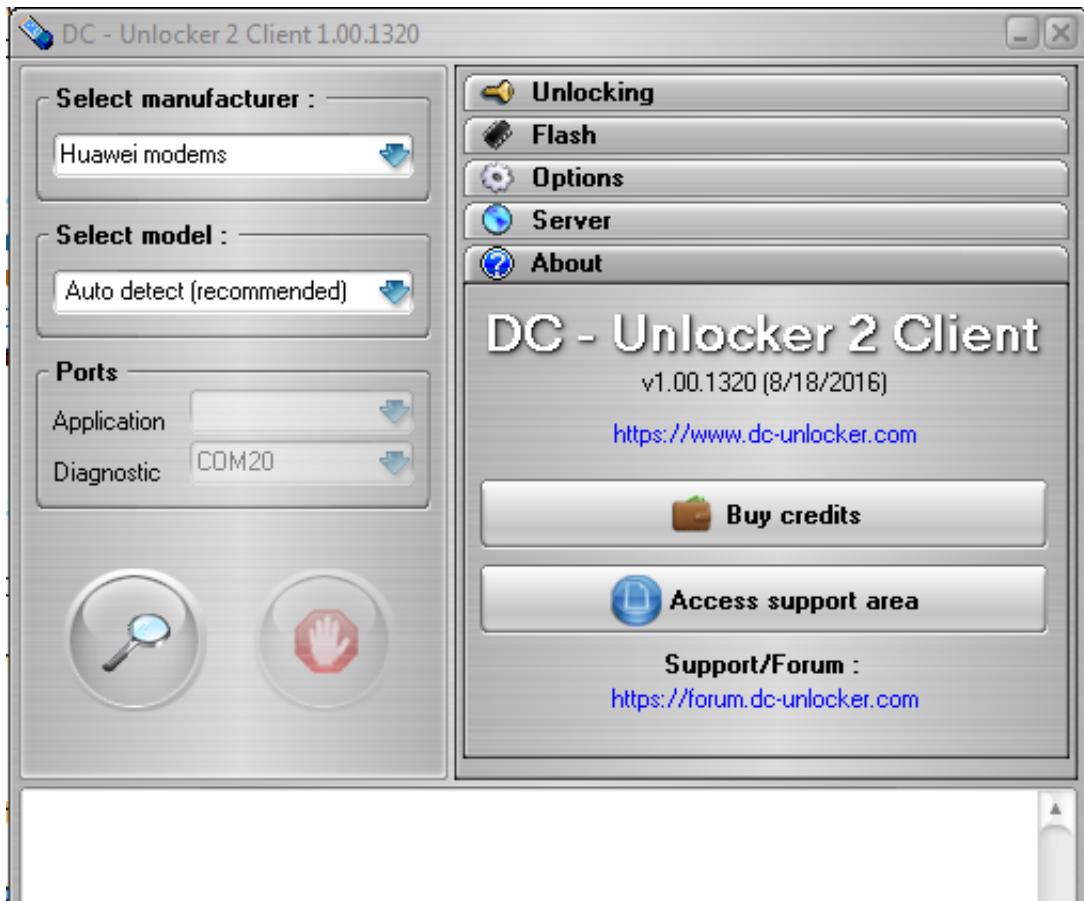 DC - Unlocker 2 Client 1.00.1320
Select manufacturer :
Huawei modems
Select model :
Auto detect (recommended)
Ports
Application
Diagnostic
COM20
Unlocking
Flash
Options
Server
About
DC - Unlocker 2 Client
v1.00.1320 (8/18/2016)
https://www.dc-unlocker.com
Buy credits
Access support area
Support/Forum :
https://forum.dc-unlocker.com